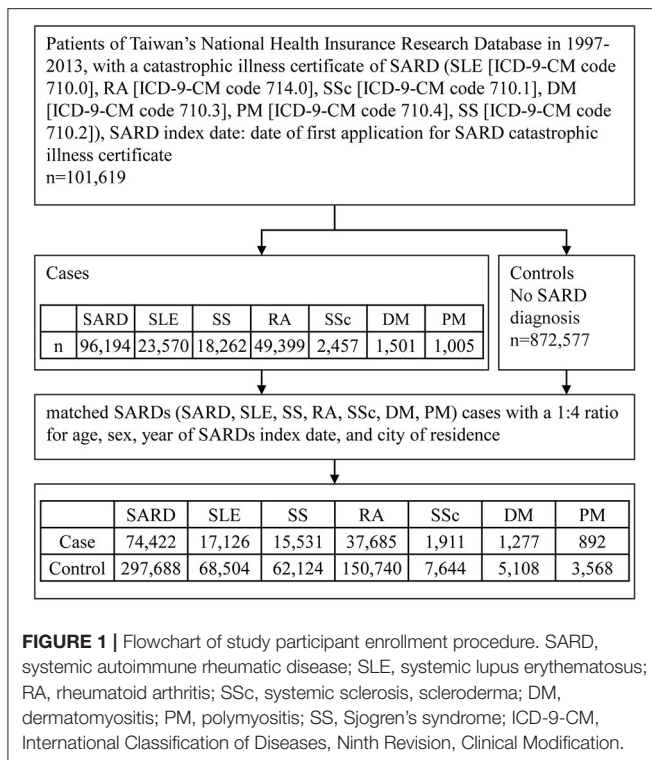 Patients of Taiwan's National Health Insurance Research Database in 1997-
2013, with a catastrophic illness certificate of SARD (SLE [ICD-9-CM code
710.0], RA [ICD-9-CM code 714.0], SSc [ICD-9-CM code 710.1], DM
[ICD-9-CM code 710.3], PM [ICD-9-CM code 710.4], SS [ICD-9-CM code
710.2]), SARD index date: date of first application for SARD catastrophic
illness certificate
n=101,619
Cases
SARD SLE SS RA SSc DM PM
n 96,194 23,570 18,262 49,399 2,457 1,501 1,005
Controls
No SARD
diagnosis
n=872,577
matched SARDs (SARD, SLE, SS, RA, SSc, DM, PM) cases with a 1:4 ratio
for age, sex, year of SARDs index date, and city of residence
SARD SLE SS RA SSc DM PM
Case 74,422 17,126 15,531 37,685 1,911 1,277 892
Control 297,688 68,504 62,124 150,740 7,644 5,108 3,568
FIGURE 1 | Flowchart of study participant enrollment procedure. SARD,
systemic autoimmune rheumatic disease; SLE, systemic lupus erythematosus;
RA, rheumatoid arthritis; SSc, systemic sclerosis, scleroderma; DM,
dermatomyositis; PM, polymyositis; SS, Sjogren's syndrome; ICD-9-CM,
International Classification of Diseases, Ninth Revision, Clinical Modification.